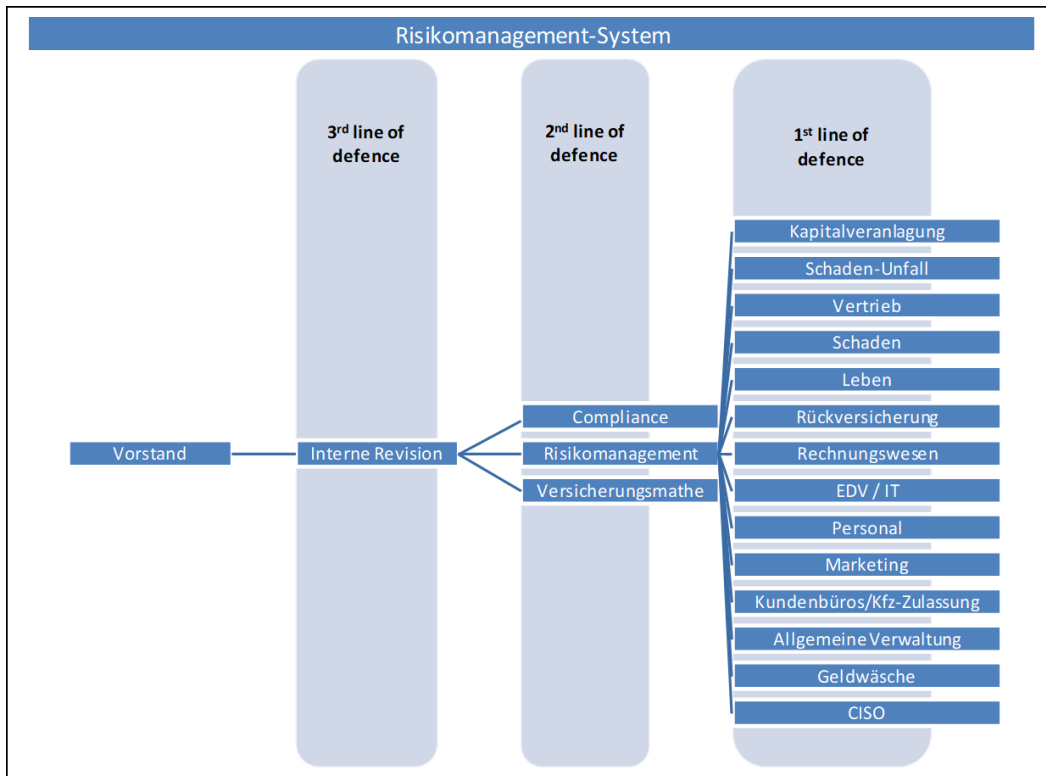 Risikomanagement-System
3rd line of
defence
2nd line of
defence
1st line of
defence
Vorstand
Interne Revision
Compliance
Risikomanagement
Versicherungsmathe
Kapitalveranlagung
Schaden-Unfall
Vertrieb
Schaden
Leben
Rückversicherung
Rechnungswesen
EDV / IT
Personal
Marketing
Kundenbüros/Kfz-Zulassung
Allgemeine Verwaltung
Geldwäsche
CISO